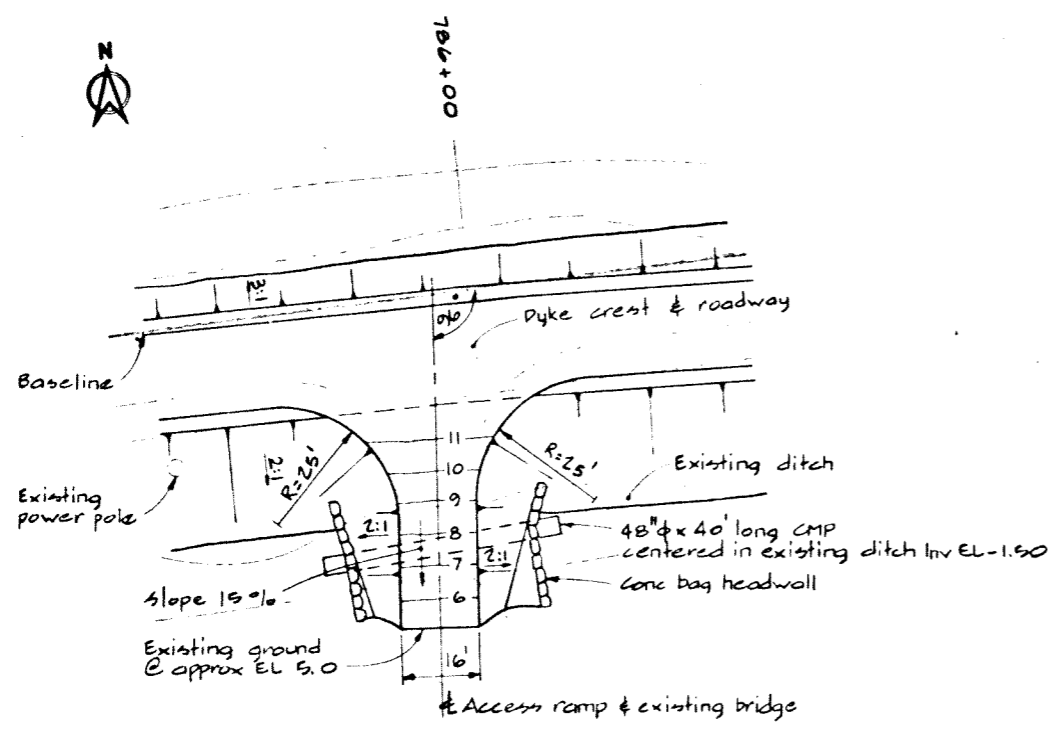 N
786+00
3:1
96°
Dyke crest & roadway
Baseline
11
10
9
8
7
6
R=25'
R=25'
2:1
Existing ditch
Existing
power pole
2:1
2:1
48"ϕ x 40' long CMP
centered in existing ditch Inv EL-1.50
Conc bag headwall
Slope 15%
Existing ground
@ approx EL 5.0
16'
℄ Access ramp & existing bridge